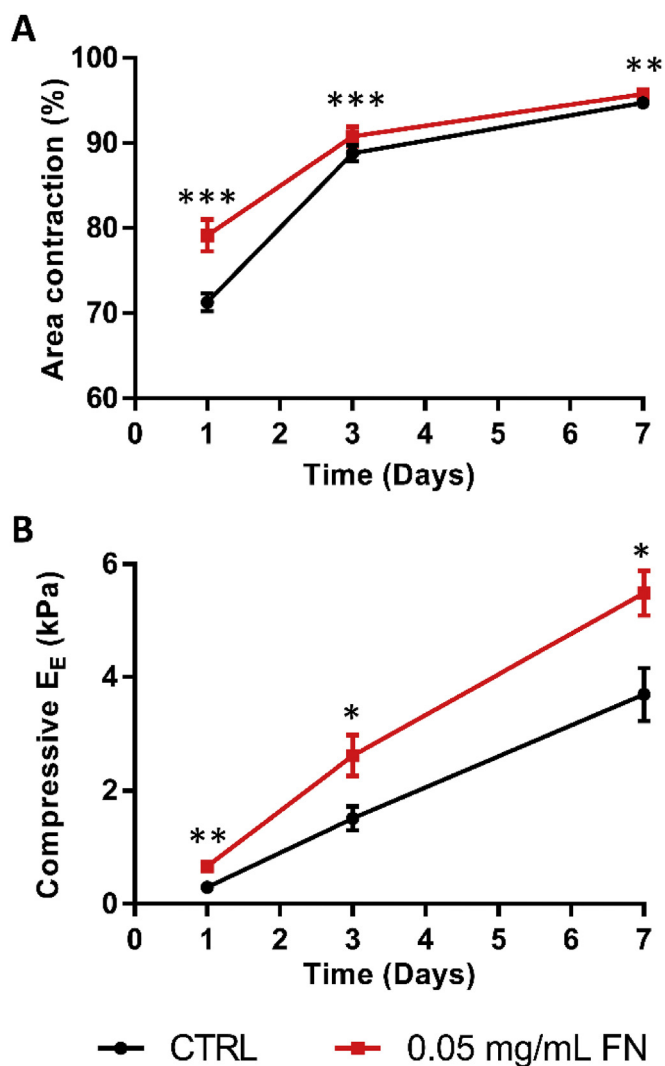 A
Area contraction (%)
100
90
80
70
60
***
***
**
0 1 2 3 4 5 6 7
Time (Days)
B
Compressive E_E (kPa)
6
4
2
0
**
*
*
0 1 2 3 4 5 6 7
Time (Days)
CTRL 0.05 mg/mL FN